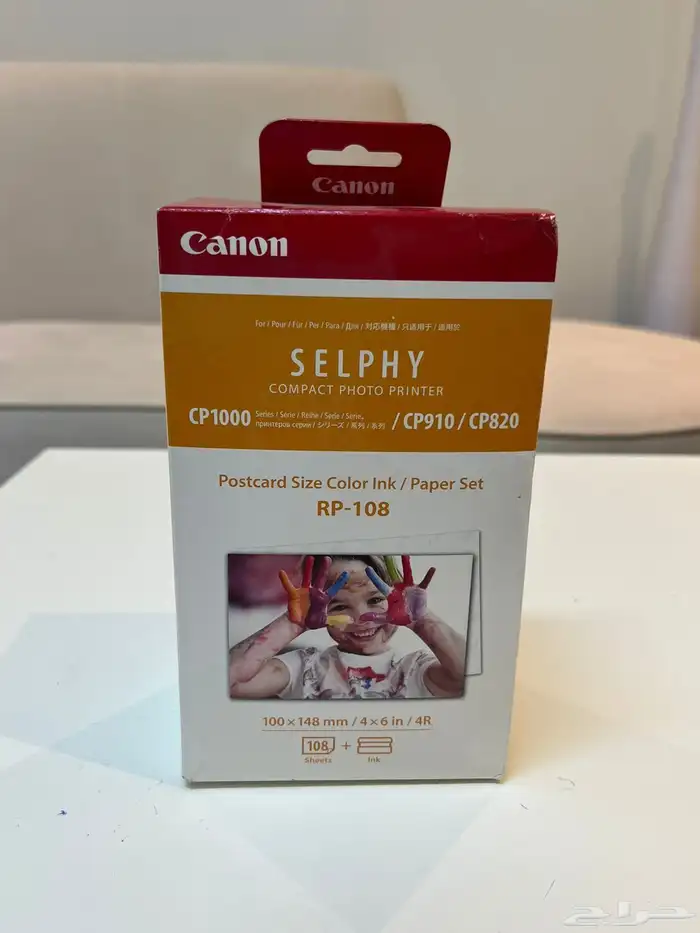 Canon
Canon
For / Pour / Für / Per / Para / Для / 対応機種 / 只适用于 / 適用於
SELPHY
COMPACT PHOTO PRINTER
CP1000 Series / Série / Reihe / Serie / Serie, / CP910 / CP820
принтеров серии / シリーズ / 系列 / 系列
Postcard Size Color Ink / Paper Set
RP-108
100 × 148 mm / 4 × 6 in / 4R
108 +
Sheets Ink
حراج